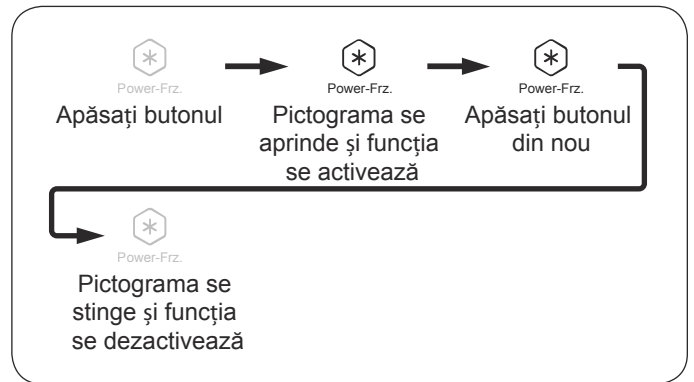 Power-Frz.
Apăsați butonul
Power-Frz.
Pictograma se
aprinde și funcția
se activează
Power-Frz.
Apăsați butonul
din nou
Power-Frz.
Pictograma se
stinge și funcția
se dezactivează